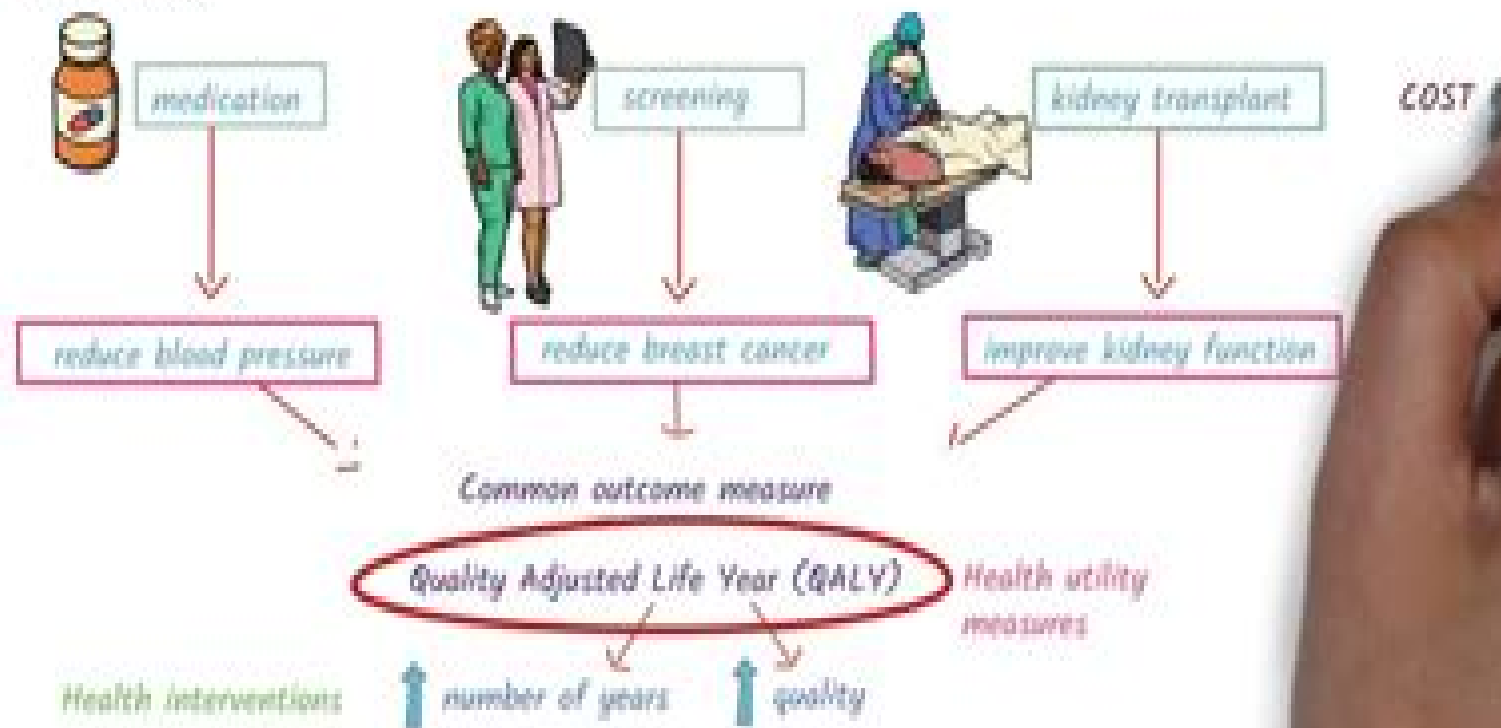 medication
screening
kidney transplant
COST
reduce blood pressure
reduce breast cancer
improve kidney function
Common outcome measure
Quality Adjusted Life Year (QALY)
Health utility
measures
Health interventions
number of years
quality